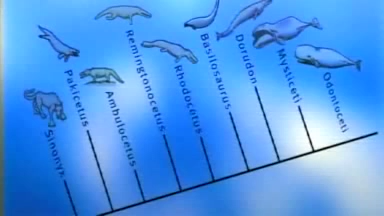 Sinonyx
Pakicetus
Ambulocetus
Remingtonocetus
Rhodocetus
Basilosaurus
Dorudon
Mysticeti
Odontoceti